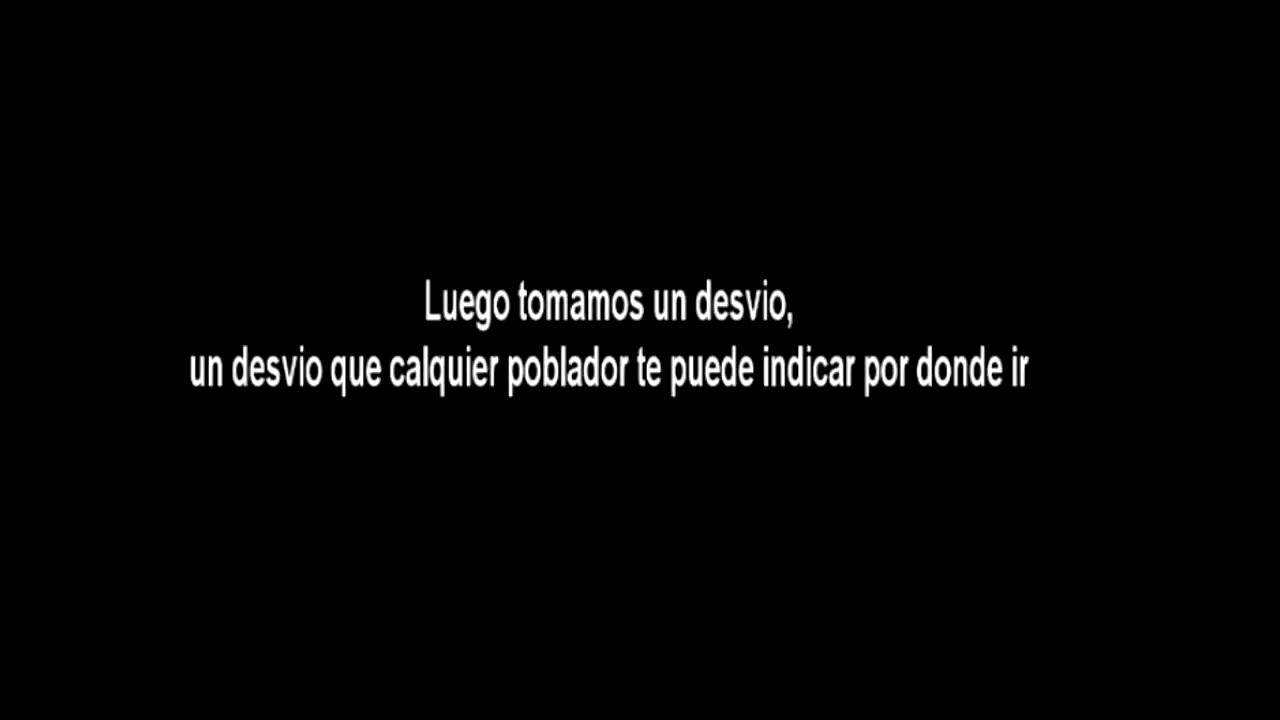 Luego tomamos un desvio,
un desvio que calquier poblador te puede indicar por donde ir